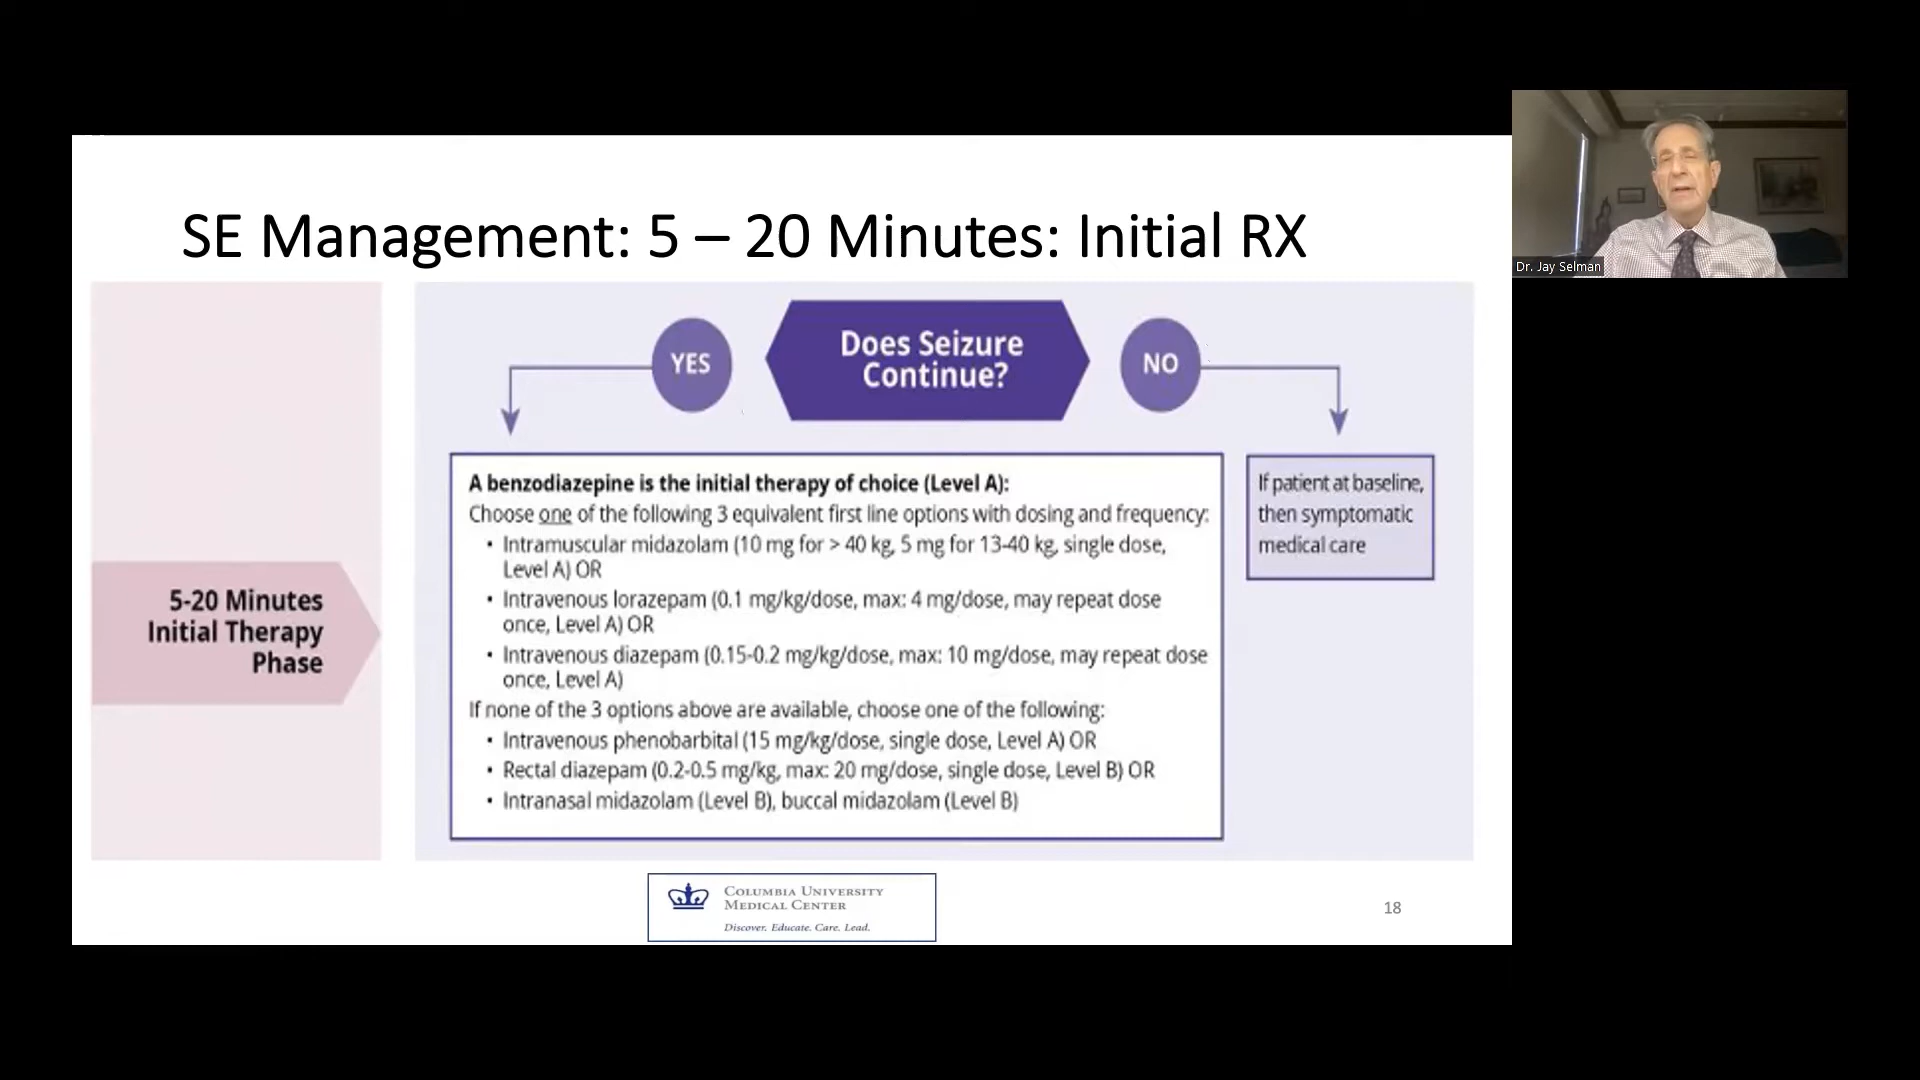 SE Management: 5 – 20 Minutes: Initial RX
Dr. Jay Selman
YES
Does Seizure
Continue?
NO
5-20 Minutes
Initial Therapy
Phase
A benzodiazepine is the initial therapy of choice (Level A):
Choose one of the following 3 equivalent first line options with dosing and frequency:
• Intramuscular midazolam (10 mg for > 40 kg, 5 mg for 13-40 kg, single dose,
Level A) OR
• Intravenous lorazepam (0.1 mg/kg/dose, max: 4 mg/dose, may repeat dose
once, Level A) OR
• Intravenous diazepam (0.15-0.2 mg/kg/dose, max: 10 mg/dose, may repeat dose
once, Level A)
If none of the 3 options above are available, choose one of the following:
• Intravenous phenobarbital (15 mg/kg/dose, single dose, Level A) OR
• Rectal diazepam (0.2-0.5 mg/kg, max: 20 mg/dose, single dose, Level B) OR
• Intranasal midazolam (Level B), buccal midazolam (Level B)
If patient at baseline,
then symptomatic
medical care
COLUMBIA UNIVERSITY
MEDICAL CENTER
Discover. Educate. Care. Lead.
18